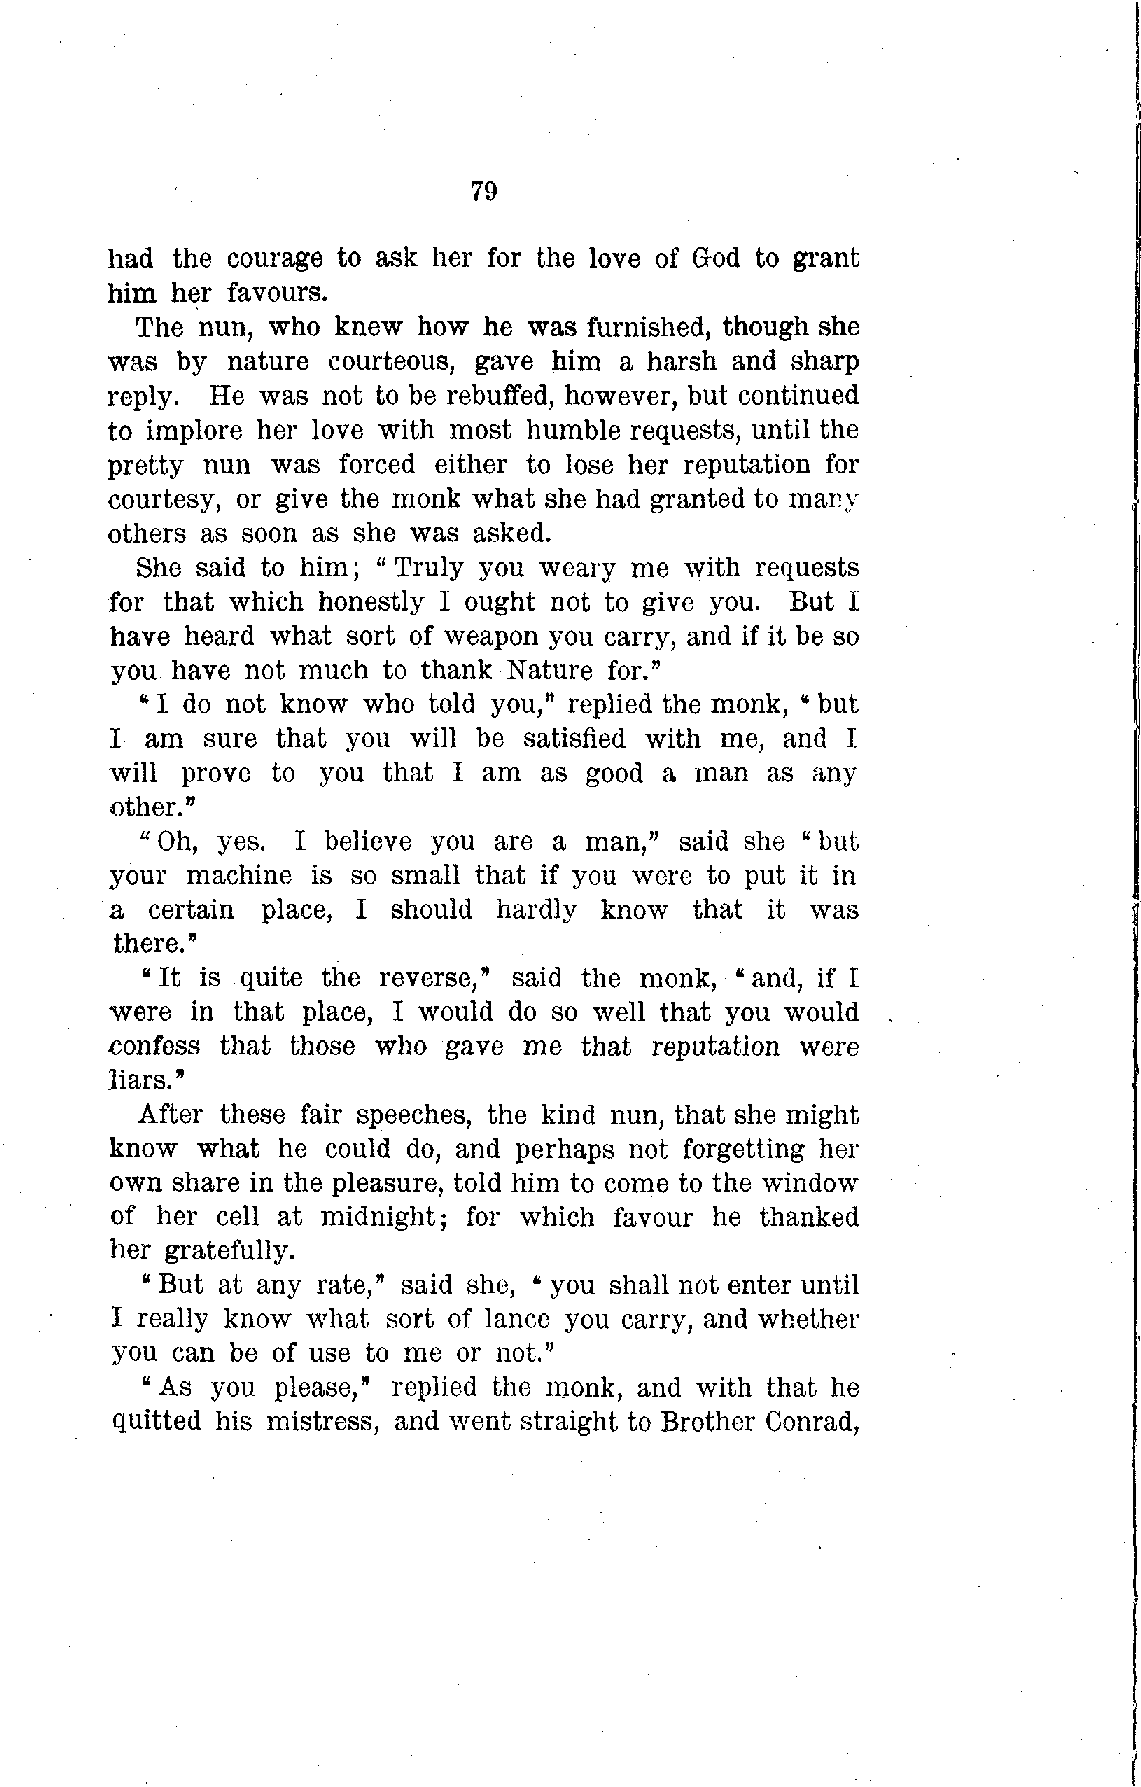 79
had the courage to ask her for the love of God to grant
him her favours.
The nun, who knew how he was furnished, though she
was by nature courteous, gave him a harsh and sharp
reply. He was not to be rebuffed, however, but continued
to implore her love with most humble requests, until the
pretty nun was forced either to lose her reputation for
courtesy, or give the monk what she had granted to many
others as soon as she was asked.
She said to him; "Truly you weary me with requests
for that which honestly I ought not to give you. But I
have heard what sort of weapon you carry, and if it be so
you have not much to thank Nature for."
"I do not know who told you," replied the monk, "but
I am sure that you will be satisfied with me, and I
will prove to you that I am as good a man as any
other."
"Oh, yes. I believe you are a man," said she "but
your machine is so small that if you were to put it in
a certain place, I should hardly know that it was
there."
"It is quite the reverse," said the monk, "and, if I
were in that place, I would do so well that you would
confess that those who gave me that reputation were
liars."
After these fair speeches, the kind nun, that she might
know what he could do, and perhaps not forgetting her
own share in the pleasure, told him to come to the window
of her cell at midnight; for which favour he thanked
her gratefully.
"But at any rate," said she, "you shall not enter until
I really know what sort of lance you carry, and whether
you can be of use to me or not."
"As you please," replied the monk, and with that he
quitted his mistress, and went straight to Brother Conrad,